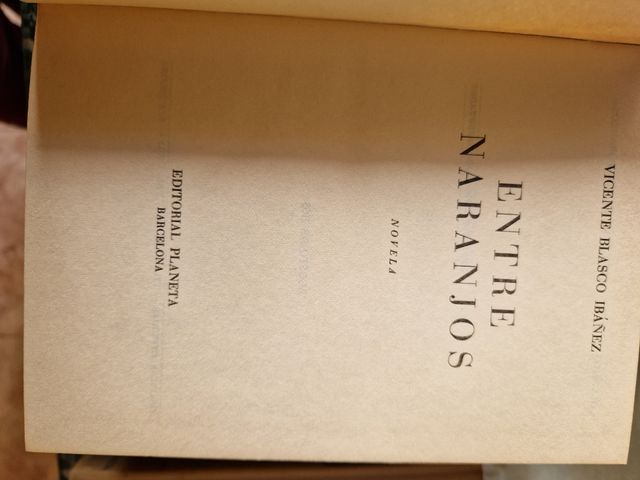 VICENTE BLASCO IBÁÑEZ
ENTRE
NARANJOS
NOVELA
EDITORIAL PLANETA
BARCELONA